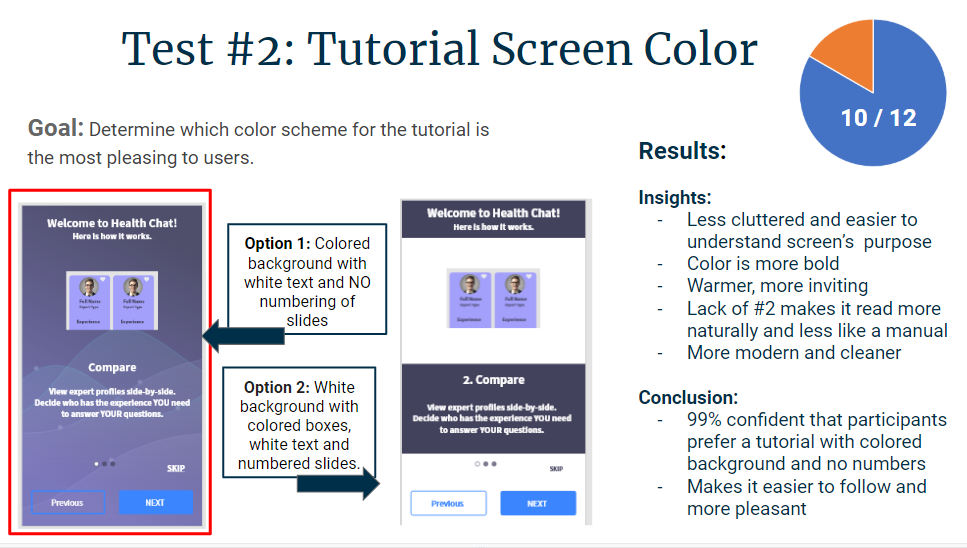 Test #2: Tutorial Screen Color
10 / 12
Goal: Determine which color scheme for the tutorial is
the most pleasing to users.
Welcome to Health Chat!
Here is how it works.
Full Name
Expert Type
Experience
Full Name
Expert Type
Experience
Compare
View expert profiles side-by-side.
Decide who has the experience YOU need
to answer YOUR questions.
SKIP
Previous
NEXT
Option 1: Colored
background with
white text and NO
numbering of
slides
Option 2: White
background with
colored boxes,
white text and
numbered slides.
Welcome to Health Chat!
Here is how it works.
Full Name
Expert Type
Experience
Full Name
Expert Type
Experience
2. Compare
View expert profiles side-by-side.
Decide who has the experience YOU need
to answer YOUR questions.
SKIP
Previous
NEXT
Results:
Insights:
- Less cluttered and easier to
understand screen's purpose
- Color is more bold
- Warmer, more inviting
- Lack of #2 makes it read more
naturally and less like a manual
- More modern and cleaner
Conclusion:
- 99% confident that participants
prefer a tutorial with colored
background and no numbers
- Makes it easier to follow and
more pleasant